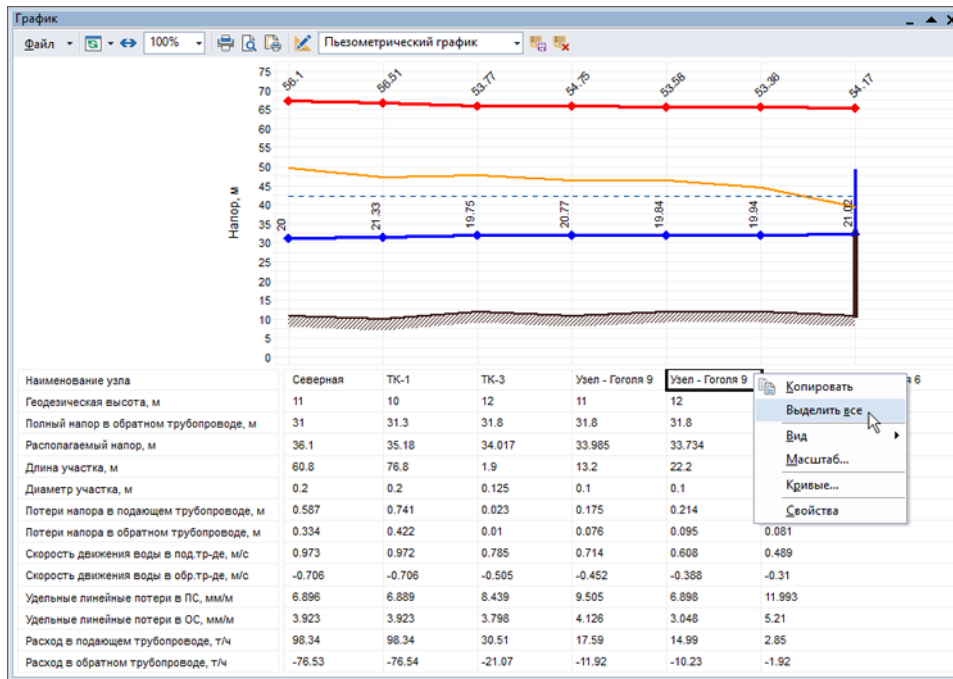 График
Файл 100% Пьезометрический график
75
70
65
60
55
50
45
40
35
30
25
20
15
10
5
0
Напор, м
56.1 56.51 53.77 54.75 53.58 53.36 54.17
20 21.33 19.75 20.77 19.84 19.94 21.02
Наименование узла Северная ТК-1 ТК-3 Узел - Гоголя 9 Узел - Гоголя 9 6
Геодезическая высота, м 11 10 12 11 12
Полный напор в обратном трубопроводе, м 31 31.3 31.8 31.8 31.8
Располагаемый напор, м 36.1 35.18 34.017 33.985 33.734
Длина участка, м 60.8 76.8 1.9 13.2 22.2
Диаметр участка, м 0.2 0.2 0.125 0.1 0.1
Потери напора в подающем трубопроводе, м 0.587 0.741 0.023 0.175 0.214
Потери напора в обратном трубопроводе, м 0.334 0.422 0.01 0.076 0.095 0.081
Скорость движения воды в под.тр-де, м/с 0.973 0.972 0.785 0.714 0.608 0.489
Скорость движения воды в обр.тр-де, м/с -0.706 -0.706 -0.505 -0.452 -0.388 -0.31
Удельные линейные потери в ПС, мм/м 6.896 6.889 8.439 9.505 6.898 11.993
Удельные линейные потери в ОС, мм/м 3.923 3.923 3.798 4.126 3.048 5.21
Расход в подающем трубопроводе, т/ч 98.34 98.34 30.51 17.59 14.99 2.85
Расход в обратном трубопроводе, т/ч -76.53 -76.54 -21.07 -11.92 -10.23 -1.92
Копировать
Выделить все
Вид
Масштаб...
Кривые...
Свойства